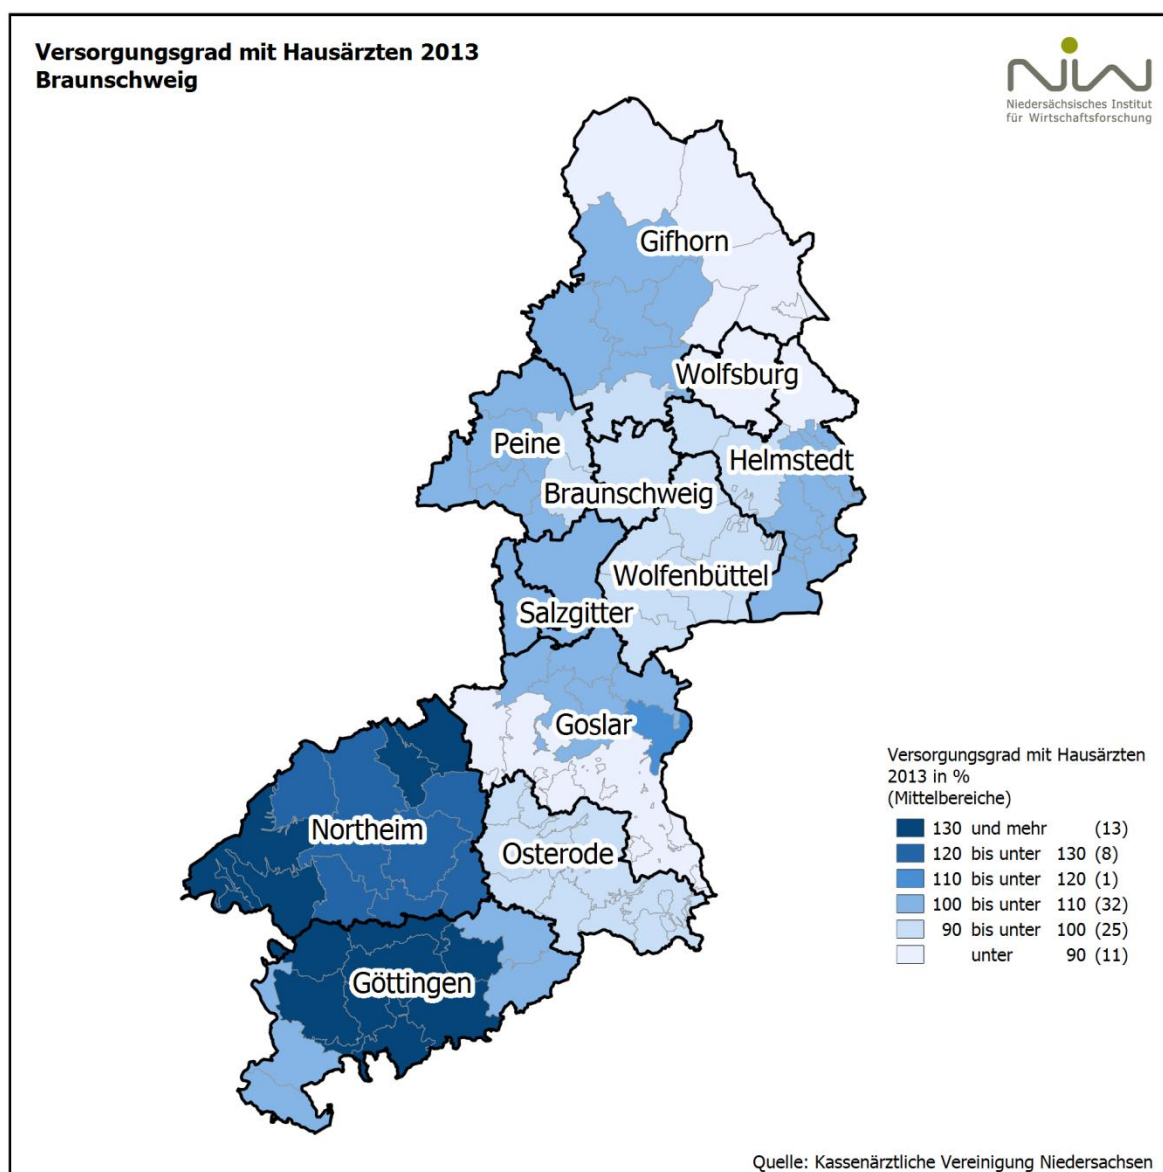 Versorgungsgrad mit Hausärzten 2013
Braunschweig
NIW
Niedersächsisches Institut
für Wirtschaftsforschung
Gifhorn
Wolfsburg
Peine
Helmstedt
Braunschweig
Wolfenbüttel
Salzgitter
Goslar
Northeim
Osterode
Göttingen
Versorgungsgrad mit Hausärzten
2013 in %
(Mittelbereiche)
130 und mehr (13)
120 bis unter 130 (8)
110 bis unter 120 (1)
100 bis unter 110 (32)
90 bis unter 100 (25)
unter 90 (11)
Quelle: Kassenärztliche Vereinigung Niedersachsen